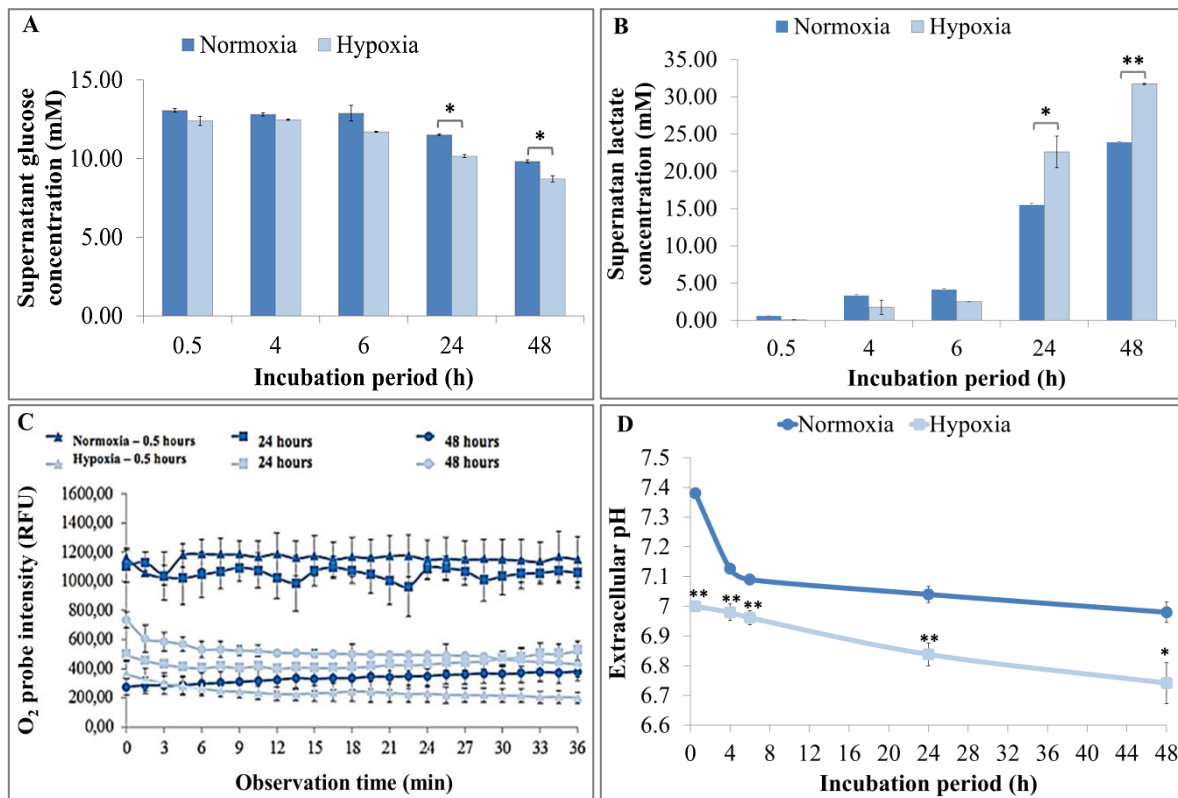 A
Normoxia Hypoxia
Supernatant glucose
concentration (mM)
15.00
10.00
5.00
0.00
* *
0.5 4 6 24 48
Incubation period (h)
B
Normoxia Hypoxia
Supernatan lactate
concentration (mM)
35.00
30.00
25.00
20.00
15.00
10.00
5.00
0.00
* **
0.5 4 6 24 48
Incubation period (h)
C
Normoxia – 0.5 hours 24 hours 48 hours
Hypoxia – 0.5 hours 24 hours 48 hours
O2 probe intensity (RFU)
1600,00
1400,00
1200,00
1000,00
800,00
600,00
400,00
200,00
0,00
0 3 6 9 12 15 18 21 24 27 30 33 36
Observation time (min)
D
Normoxia Hypoxia
Extracellular pH
7.5
7.4
7.3
7.2
7.1
7
6.9
6.8
6.7
6.6
** ** ** ** *
0 4 8 12 16 20 24 28 32 36 40 44 48
Incubation period (h)